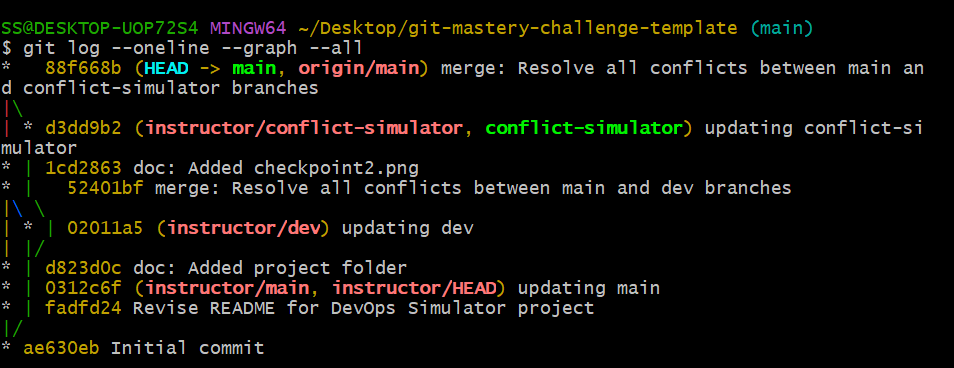 SS@DESKTOP-UOP72S4 MINGW64 ~/Desktop/git-mastery-challenge-template (main)
$ git log --oneline --graph --all
*   88f668b (HEAD -> main, origin/main) merge: Resolve all conflicts between main an
d conflict-simulator branches
|\
| * d3dd9b2 (instructor/conflict-simulator, conflict-simulator) updating conflict-si
mulator
* | 1cd2863 doc: Added checkpoint2.png
* |   52401bf merge: Resolve all conflicts between main and dev branches
|\ \
| * | 02011a5 (instructor/dev) updating dev
| |/
* | d823d0c doc: Added project folder
* | 0312c6f (instructor/main, instructor/HEAD) updating main
* | fadfd24 Revise README for DevOps Simulator project
|/
* ae630eb Initial commit